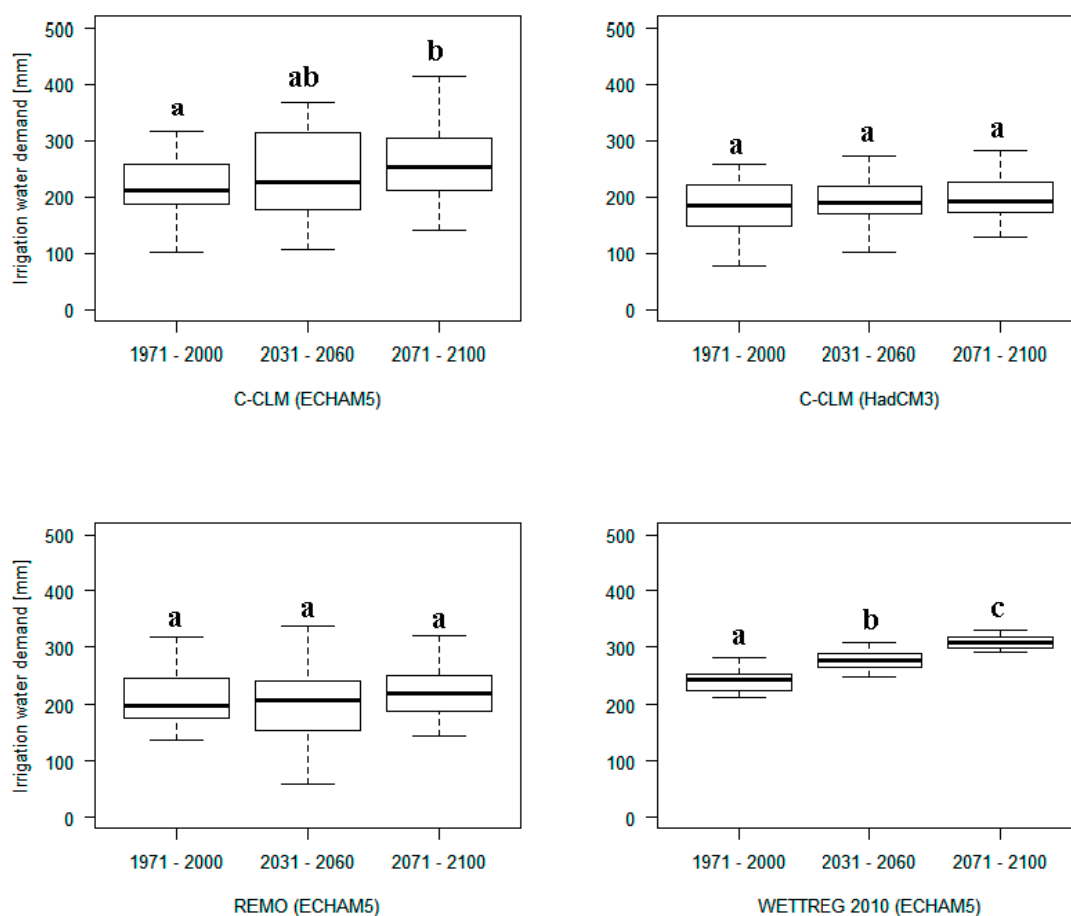 Irrigation water demand [mm]
500
400
300
200
100
0
a
ab
b
1971 - 2000
2031 - 2060
2071 - 2100
C-CLM (ECHAM5)
500
400
300
200
100
0
a
a
a
1971 - 2000
2031 - 2060
2071 - 2100
C-CLM (HadCM3)
Irrigation water demand [mm]
500
400
300
200
100
0
a
a
a
1971 - 2000
2031 - 2060
2071 - 2100
REMO (ECHAM5)
500
400
300
200
100
0
a
b
c
1971 - 2000
2031 - 2060
2071 - 2100
WETTREG 2010 (ECHAM5)